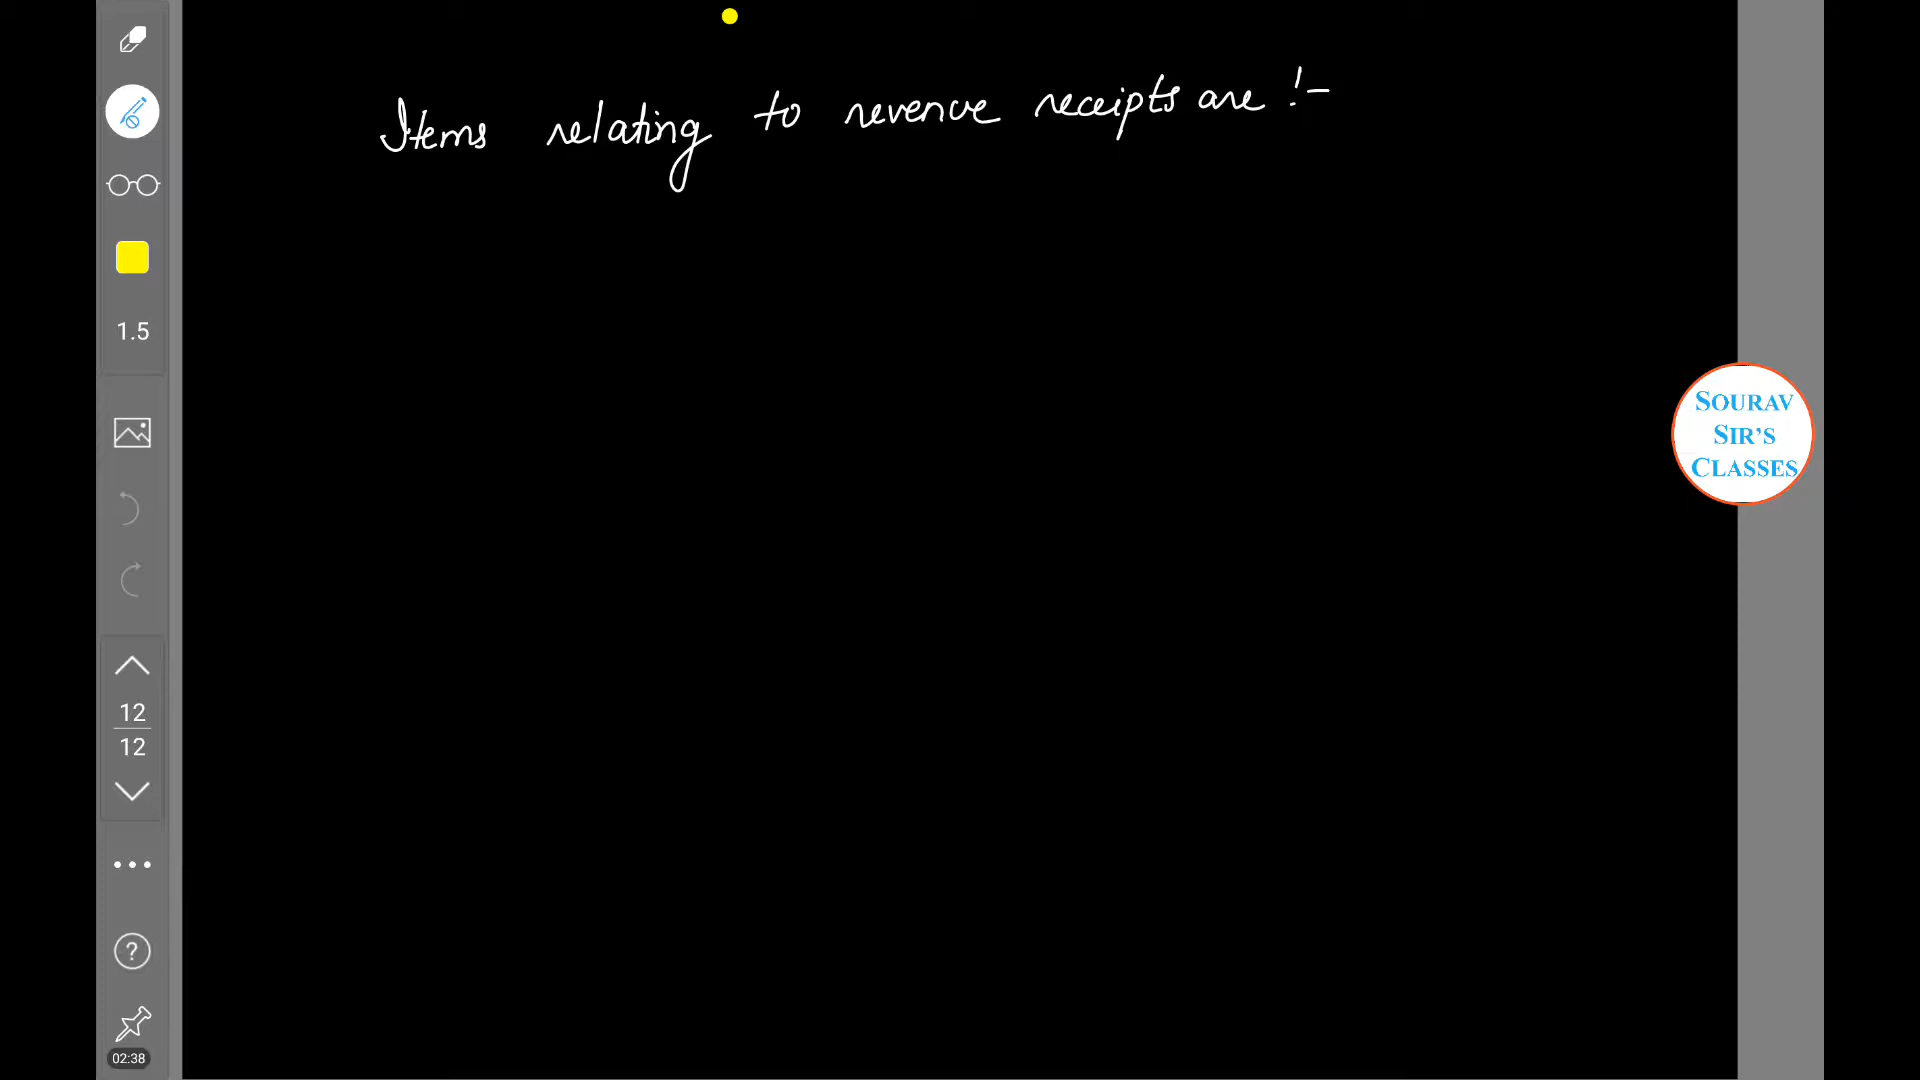 Items relating to revenue receipts are :-
1.5
SOURAV
SIR'S
CLASSES
12
12
?
02:38